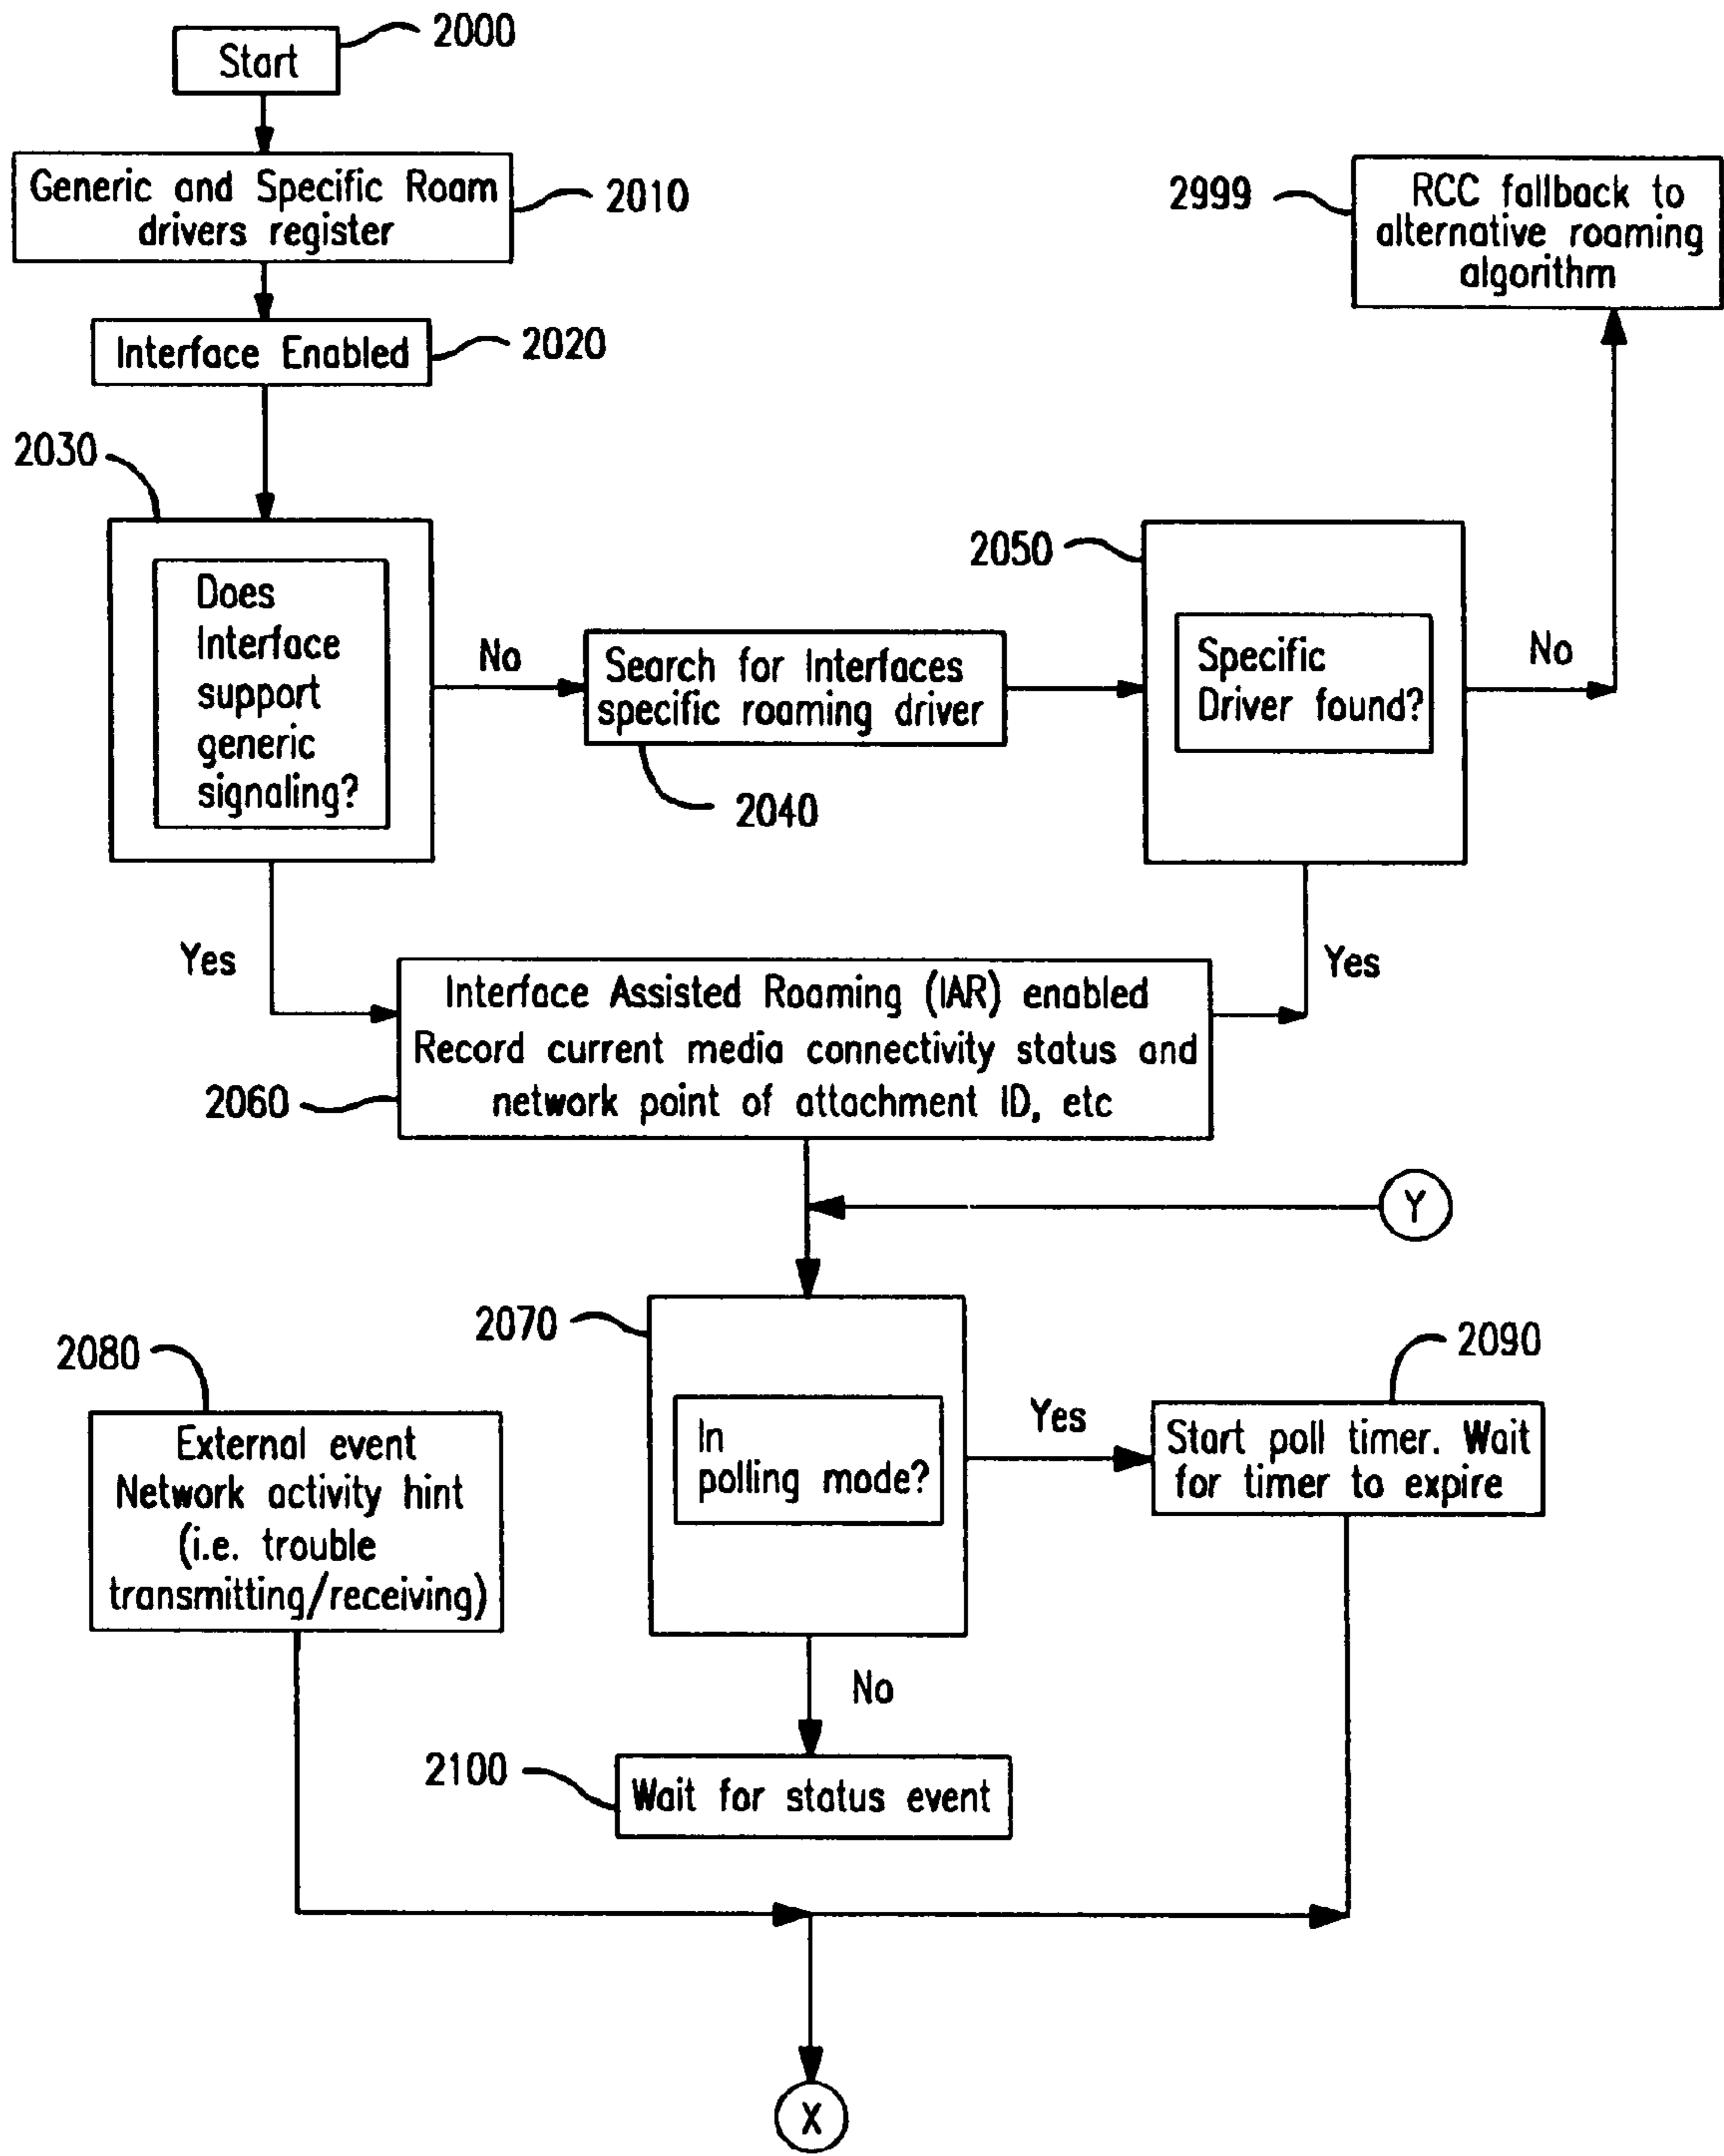 2000
Start
Generic and Specific Roam
drivers register
2010
2999
RCC fallback to
alternative roaming
algorithm
Interface Enabled
2020
2030
Does
Interface
support
generic
signaling?
No
Search for Interfaces
specific roaming driver
2040
2050
Specific
Driver found?
No
Yes
Yes
Interface Assisted Roaming (IAR) enabled
Record current media connectivity status and
network point of attachment ID, etc
2060
Y
2070
In
polling mode?
Yes
2090
Start poll timer. Wait
for timer to expire
2080
External event
Network activity hint
(i.e. trouble
transmitting/receiving)
No
2100
Wait for status event
X